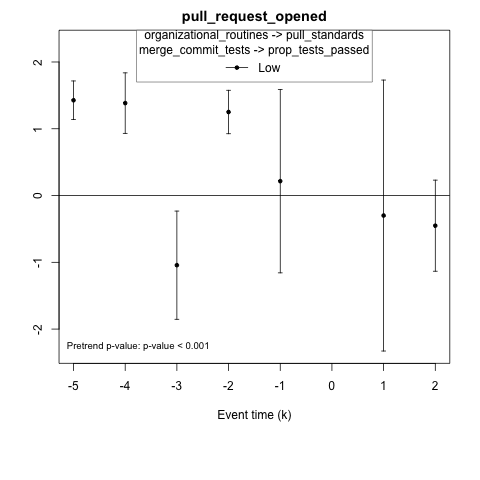 pull_request_opened
organizational_routines -> pull_standards
merge_commit_tests -> prop_tests_passed
Low
2
1
0
-1
-2
Pretrend p-value: p-value < 0.001
-5 -4 -3 -2 -1 0 1 2
Event time (k)